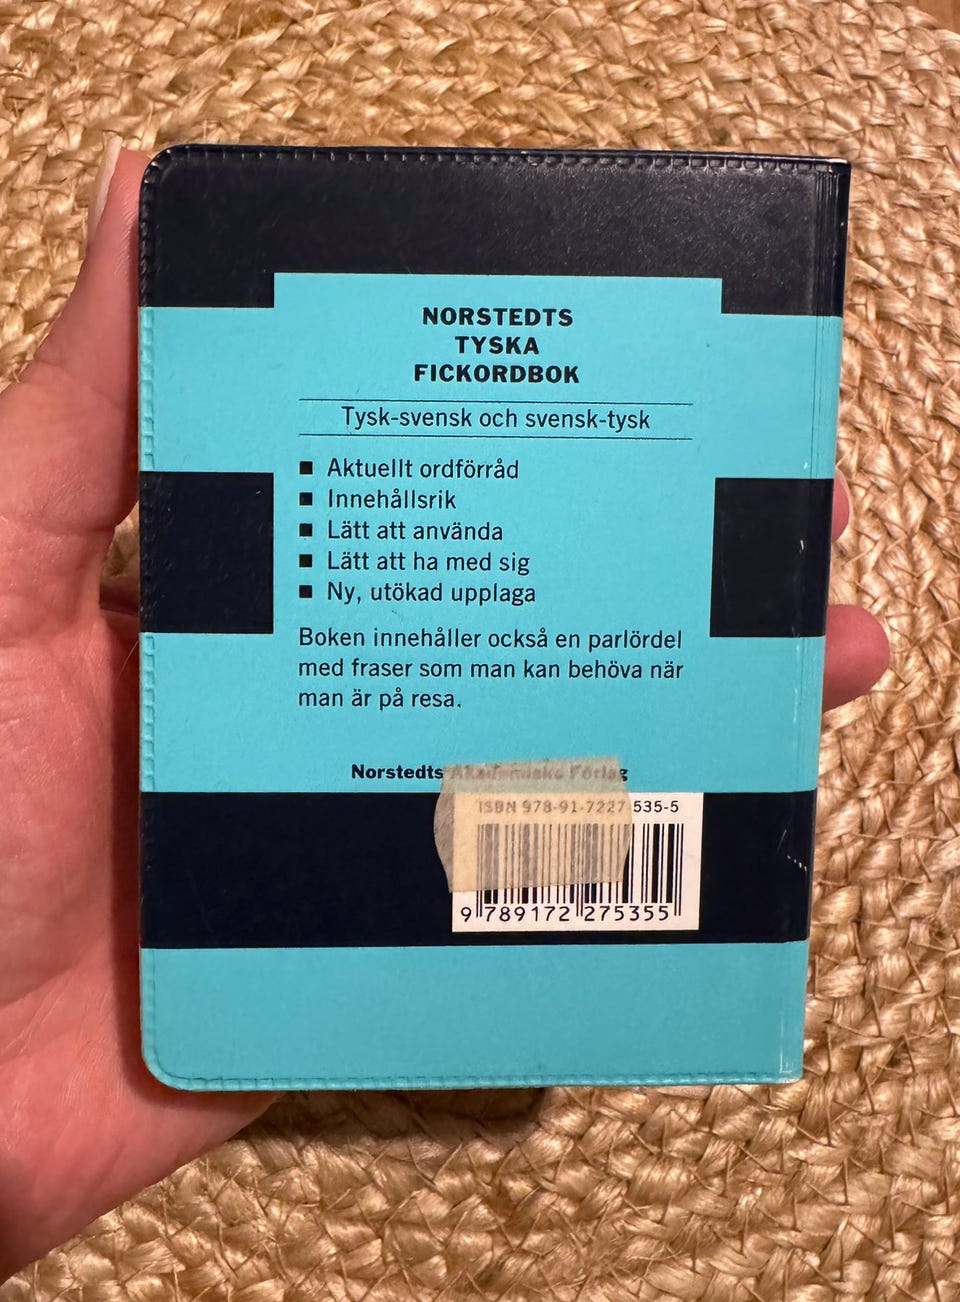 NORSTEDTS
TYSKA
FICKORDBOK
Tysk-svensk och svensk-tysk
■ Aktuellt ordförråd
■ Innehållsrik
■ Lätt att använda
■ Lätt att ha med sig
■ Ny, utökad upplaga
Boken innehåller också en parlördel
med fraser som man kan behöva när
man är på resa.
Norstedts Akademiska Förlag
ISBN 978-91-7227-535-5
9 789172 275355